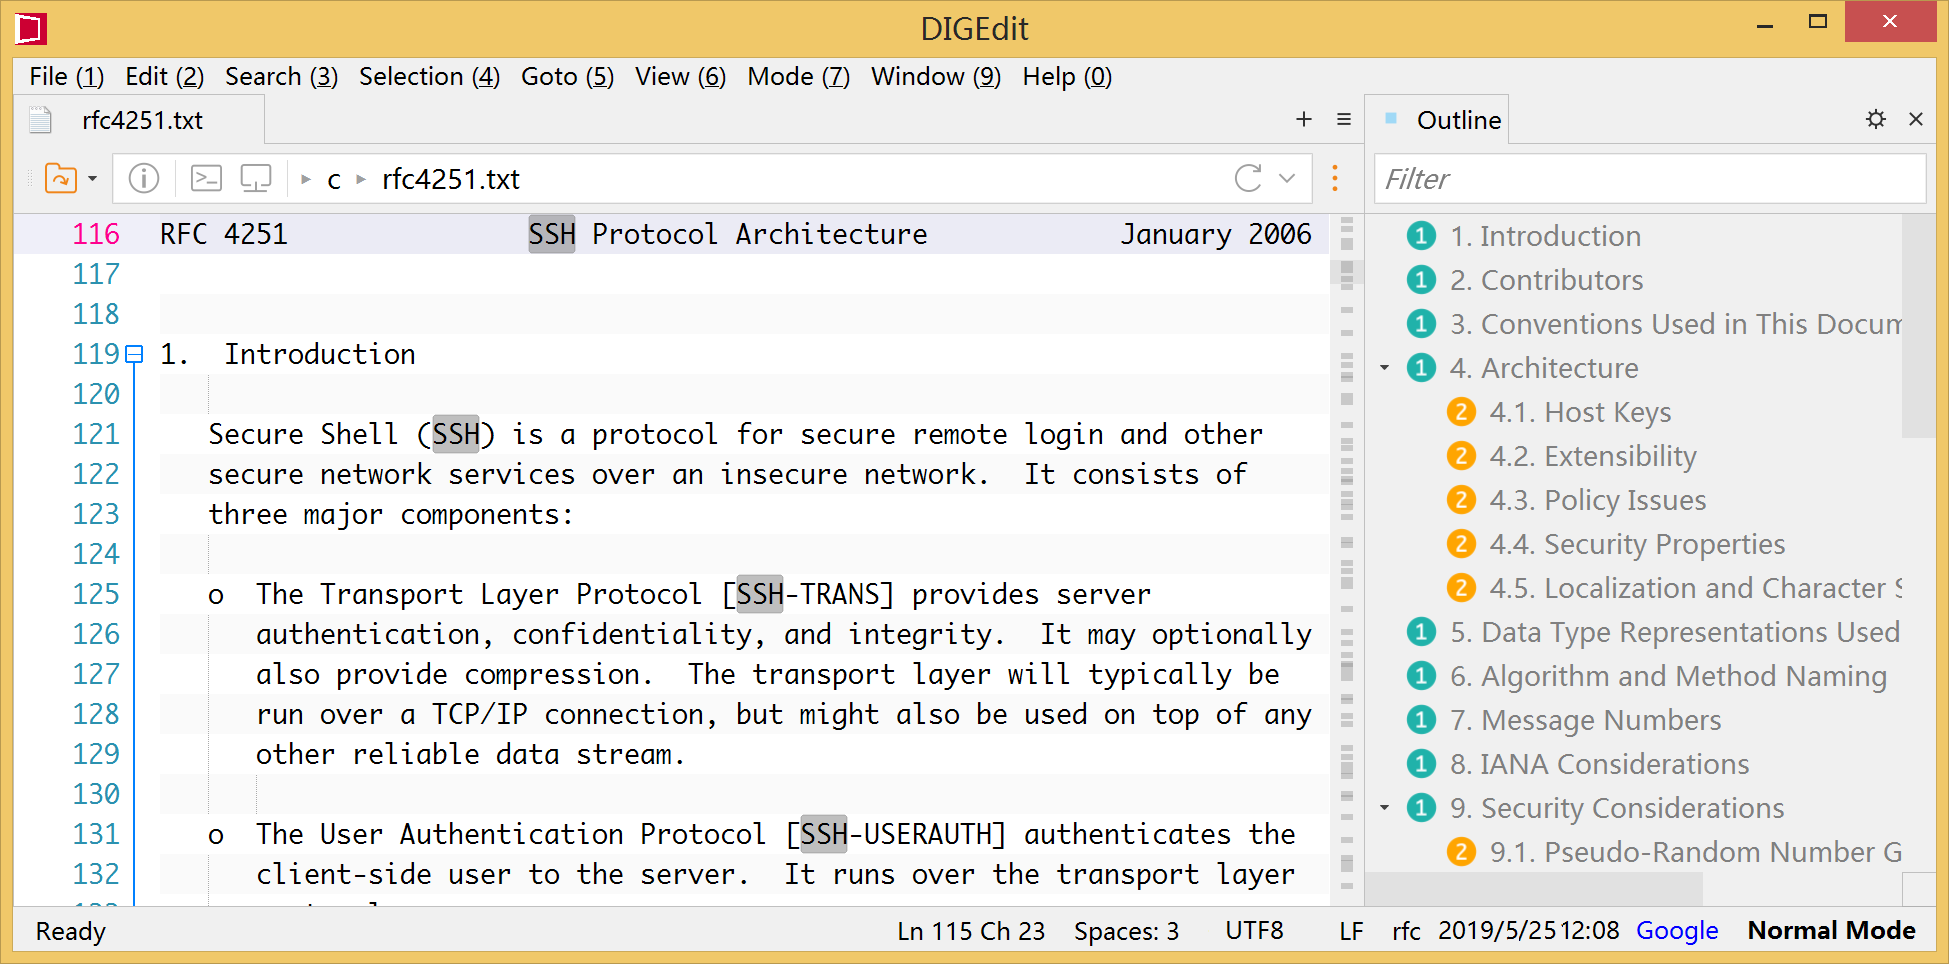 DIGEdit
File (1) Edit (2) Search (3) Selection (4) Goto (5) View (6) Mode (7) Window (9) Help (0)
rfc4251.txt
c rfc4251.txt
116 RFC 4251 SSH Protocol Architecture January 2006
117
118
119 1. Introduction
120
121 Secure Shell (SSH) is a protocol for secure remote login and other
122 secure network services over an insecure network. It consists of
123 three major components:
124
125 o The Transport Layer Protocol [SSH-TRANS] provides server
126 authentication, confidentiality, and integrity. It may optionally
127 also provide compression. The transport layer will typically be
128 run over a TCP/IP connection, but might also be used on top of any
129 other reliable data stream.
130
131 o The User Authentication Protocol [SSH-USERAUTH] authenticates the
132 client-side user to the server. It runs over the transport layer
Outline
Filter
1 1. Introduction
1 2. Contributors
1 3. Conventions Used in This Docum
1 4. Architecture
2 4.1. Host Keys
2 4.2. Extensibility
2 4.3. Policy Issues
2 4.4. Security Properties
2 4.5. Localization and Character S
1 5. Data Type Representations Used
1 6. Algorithm and Method Naming
1 7. Message Numbers
1 8. IANA Considerations
1 9. Security Considerations
2 9.1. Pseudo-Random Number G
Ready Ln 115 Ch 23 Spaces: 3 UTF8 LF rfc 2019/5/25 12:08 Google Normal Mode